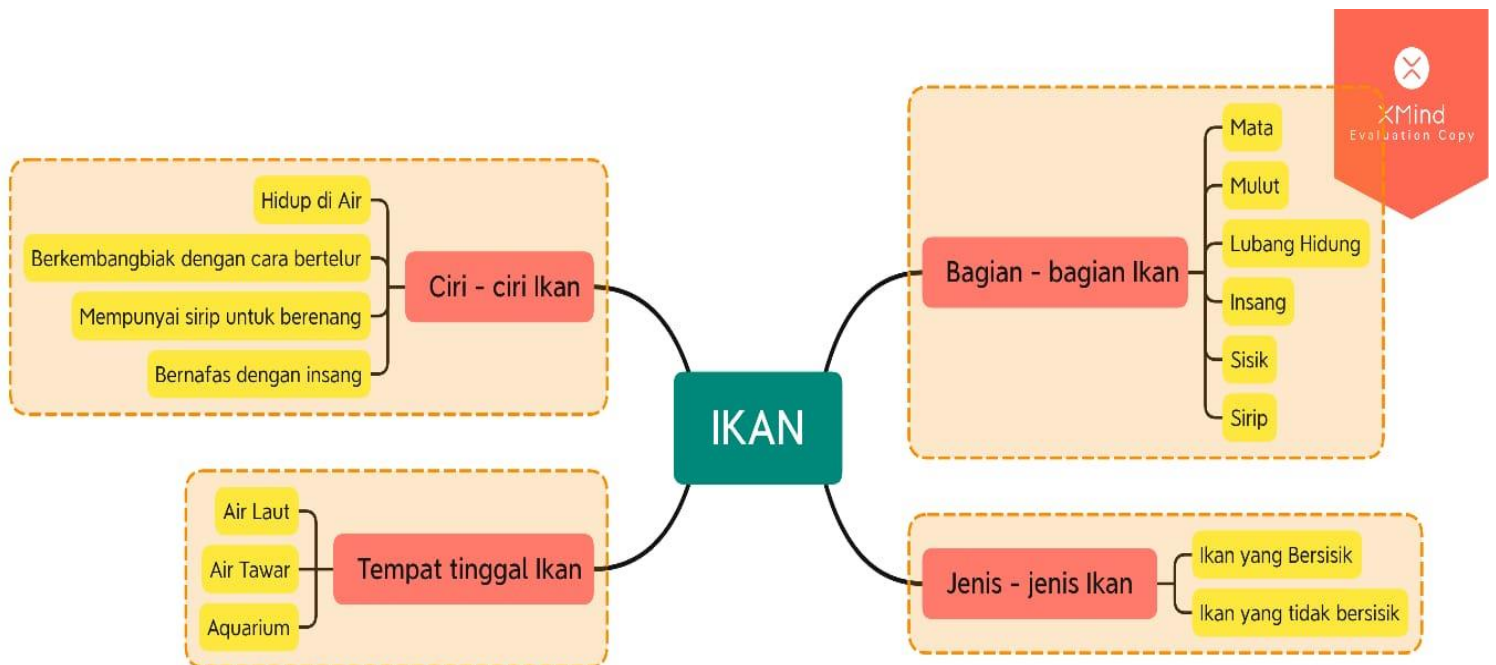 XMind
Evaluation Copy
IKAN
Bagian - bagian Ikan
Mata
Mulut
Lubang Hidung
Insang
Sisik
Sirip
Jenis - jenis Ikan
Ikan yang Bersisik
Ikan yang tidak bersisik
Ciri - ciri Ikan
Hidup di Air
Berkembangbiak dengan cara bertelur
Mempunyai sirip untuk berenang
Bernafas dengan insang
Tempat tinggal Ikan
Air Laut
Air Tawar
Aquarium